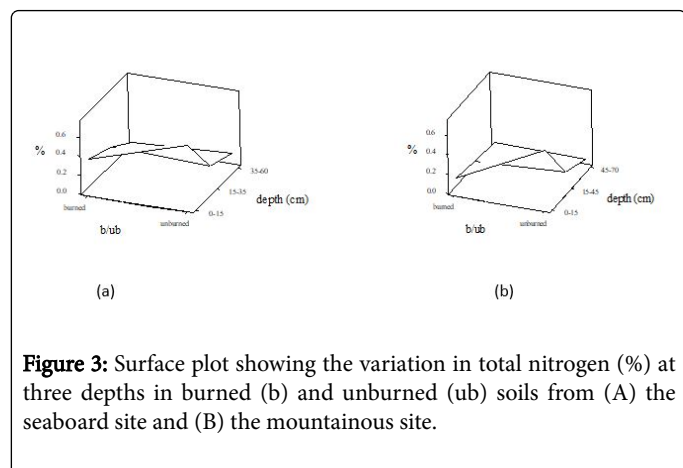 0.6
% 0.4
0.2
0.0
burned
b/ub
unburned
0-15
15-35
35-60
depth (cm)
(a)
0.6
% 0.4
0.2
0.0
burned
b/ub
unburned
0-15
15-45
45-70
depth (cm)
(b)
Figure 3: Surface plot showing the variation in total nitrogen (%) at
three depths in burned (b) and unburned (ub) soils from (A) the
seaboard site and (B) the mountainous site.